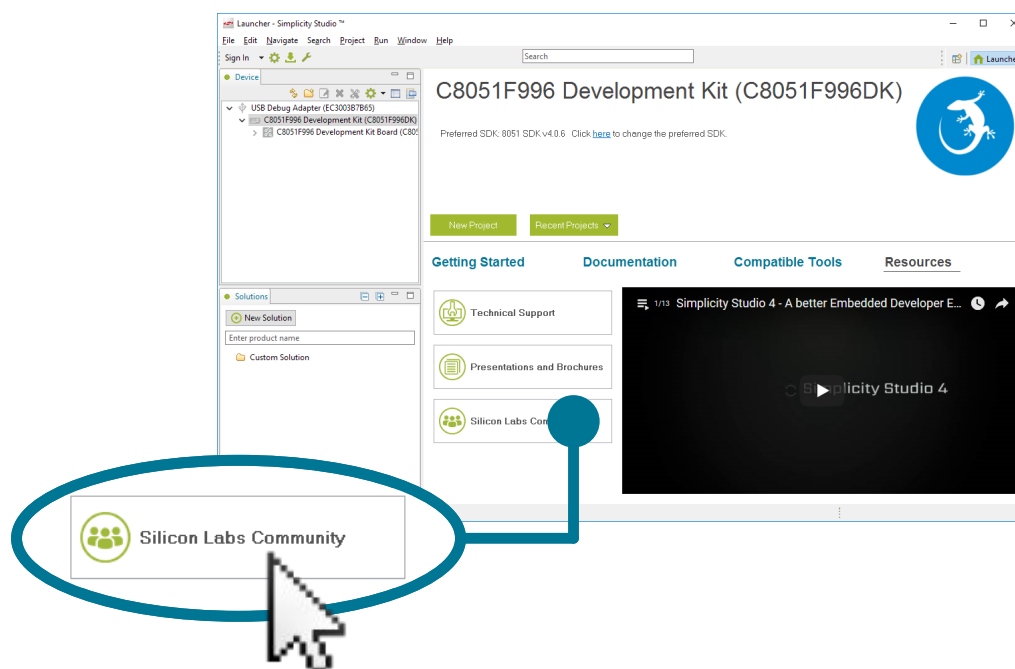 Launcher - Simplicity Studio ™
File Edit Navigate Search Project Run Window Help
Sign In
Search
Device
USB Debug Adapter (EC3003B7B65)
C8051F996 Development Kit (C8051F996DK)
C8051F996 Development Kit Board (C805
C8051F996 Development Kit (C8051F996DK)
Preferred SDK: 8051 SDK v4.0.6 Click here to change the preferred SDK.
New Project
Recent Projects
Getting Started
Documentation
Compatible Tools
Resources
Solutions
New Solution
Enter product name
Custom Solution
Technical Support
Presentations and Brochures
Silicon Labs
1/13 Simplicity Studio 4 - A better Embedded Developer E...
Simplicity Studio 4
Silicon Labs Community